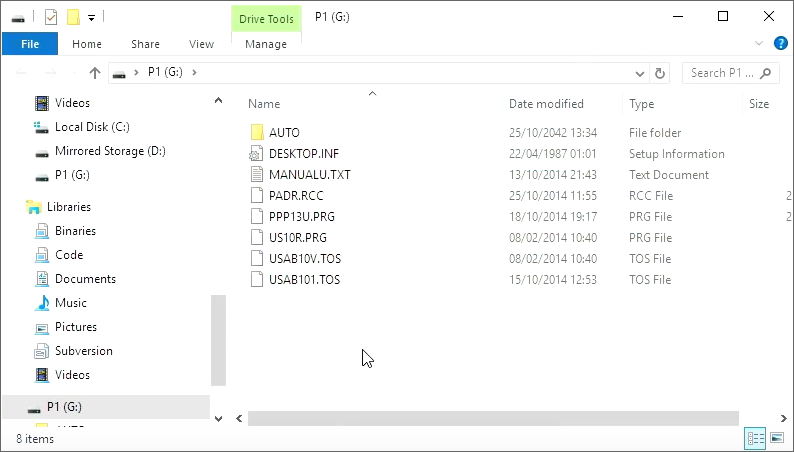 Drive Tools P1 (G:)
File Home Share View Manage
P1 (G:) Search P1 ...
Videos
Local Disk (C:)
Mirrored Storage (D:)
P1 (G:)
Libraries
Binaries
Code
Documents
Music
Pictures
Subversion
Videos
P1 (G:)
Name Date modified Type Size
AUTO 25/10/2042 13:34 File folder
DESKTOP.INF 22/04/1987 01:01 Setup Information
MANUALU.TXT 13/10/2014 21:43 Text Document
PADR.RCC 25/10/2014 11:55 RCC File 2
PPP13U.PRG 18/10/2014 19:17 PRG File 2
US10R.PRG 08/02/2014 10:40 PRG File
USAB10V.TOS 08/02/2014 10:40 TOS File
USAB101.TOS 15/10/2014 12:53 TOS File
8 items